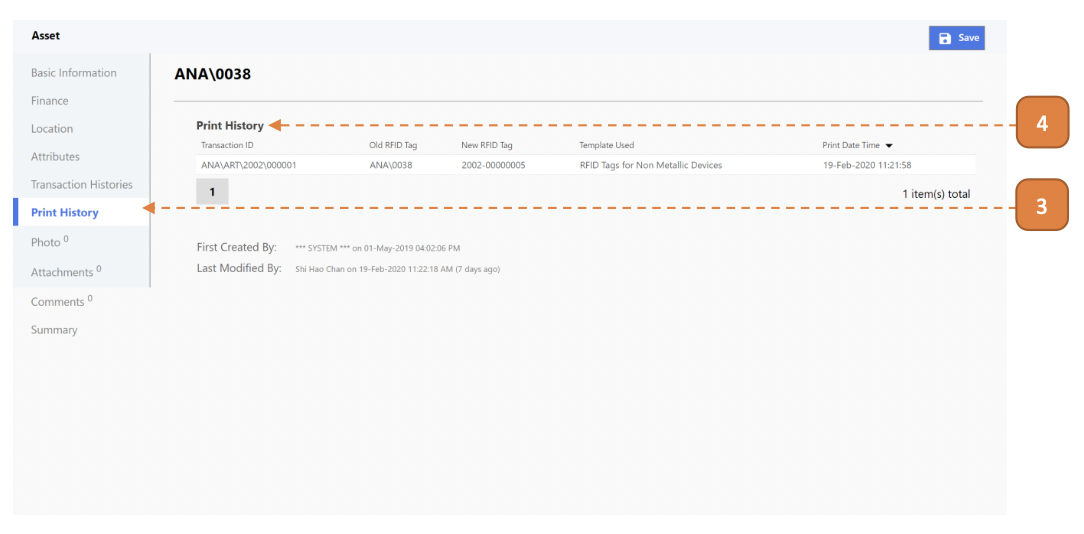 Asset
Save
Basic Information
Finance
Location
Attributes
Transaction Histories
Print History
Photo 0
Attachments 0
Comments 0
Summary
ANA\0038
Print History
Transaction ID Old RFID Tag New RFID Tag Template Used Print Date Time
ANA\ART\2002\000001 ANA\0038 2002-00000005 RFID Tags for Non Metallic Devices 19-Feb-2020 11:21:58
1
1 item(s) total
First Created By: *** SYSTEM *** on 01-May-2019 04:02:06 PM
Last Modified By: Shi Hao Chan on 19-Feb-2020 11:22:18 AM (7 days ago)
4
3